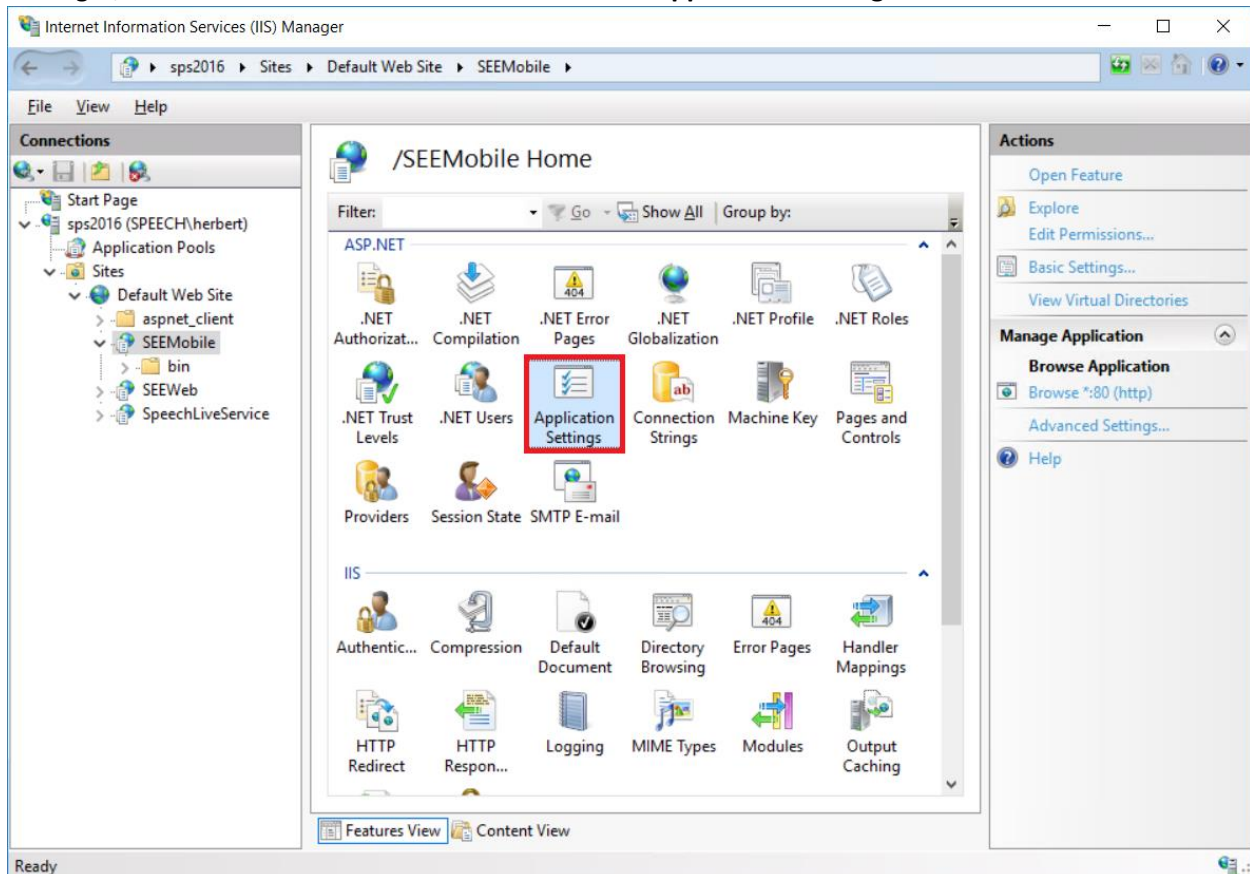 Internet Information Services (IIS) Manager
sps2016 Sites Default Web Site SEEMobile
File View Help
Connections
Start Page
sps2016 (SPEECH\herbert)
Application Pools
Sites
Default Web Site
aspnet_client
SEEMobile
bin
SEEWeb
SpeechLiveService
/SEEMobile Home
Filter: Go Show All Group by:
ASP.NET
.NET Authorizat...
.NET Compilation
404
.NET Error Pages
.NET Globalization
.NET Profile
.NET Roles
.NET Trust Levels
.NET Users
Application Settings
ab
Connection Strings
Machine Key
Pages and Controls
Providers
Session State
SMTP E-mail
IIS
Authentic...
Compression
Default Document
Directory Browsing
404
Error Pages
Handler Mappings
HTTP Redirect
HTTP Respon...
Logging
MIME Types
Modules
Output Caching
Features View Content View
Actions
Open Feature
Explore
Edit Permissions...
Basic Settings...
View Virtual Directories
Manage Application
Browse Application
Browse *:80 (http)
Advanced Settings...
Help
Ready